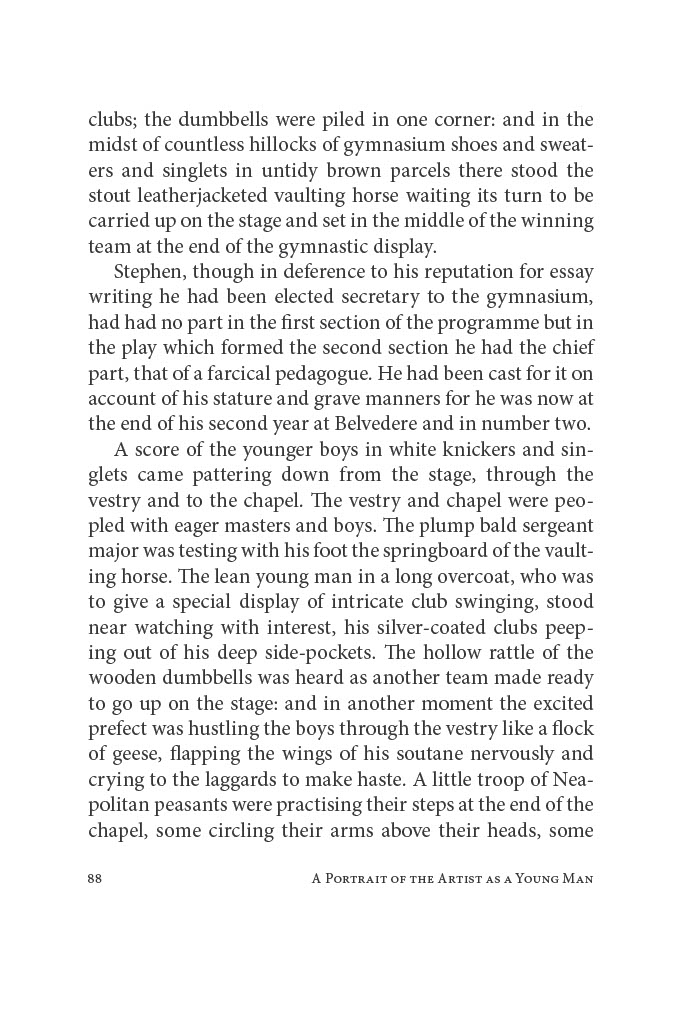 clubs; the dumbbells were piled in one corner: and in the
midst of countless hillocks of gymnasium shoes and sweat-
ers and singlets in untidy brown parcels there stood the
stout leatherjacketed vaulting horse waiting its turn to be
carried up on the stage and set in the middle of the winning
team at the end of the gymnastic display.
Stephen, though in deference to his reputation for essay
writing he had been elected secretary to the gymnasium,
had had no part in the first section of the programme but in
the play which formed the second section he had the chief
part, that of a farcical pedagogue. He had been cast for it on
account of his stature and grave manners for he was now at
the end of his second year at Belvedere and in number two.
A score of the younger boys in white knickers and sin-
glets came pattering down from the stage, through the
vestry and to the chapel. The vestry and chapel were peo-
pled with eager masters and boys. The plump bald sergeant
major was testing with his foot the springboard of the vault-
ing horse. The lean young man in a long overcoat, who was
to give a special display of intricate club swinging, stood
near watching with interest, his silver-coated clubs peep-
ing out of his deep side-pockets. The hollow rattle of the
wooden dumbbells was heard as another team made ready
to go up on the stage: and in another moment the excited
prefect was hustling the boys through the vestry like a flock
of geese, flapping the wings of his soutane nervously and
crying to the laggards to make haste. A little troop of Nea-
politan peasants were practising their steps at the end of the
chapel, some circling their arms above their heads, some
88 A Portrait of the Artist as a Young Man